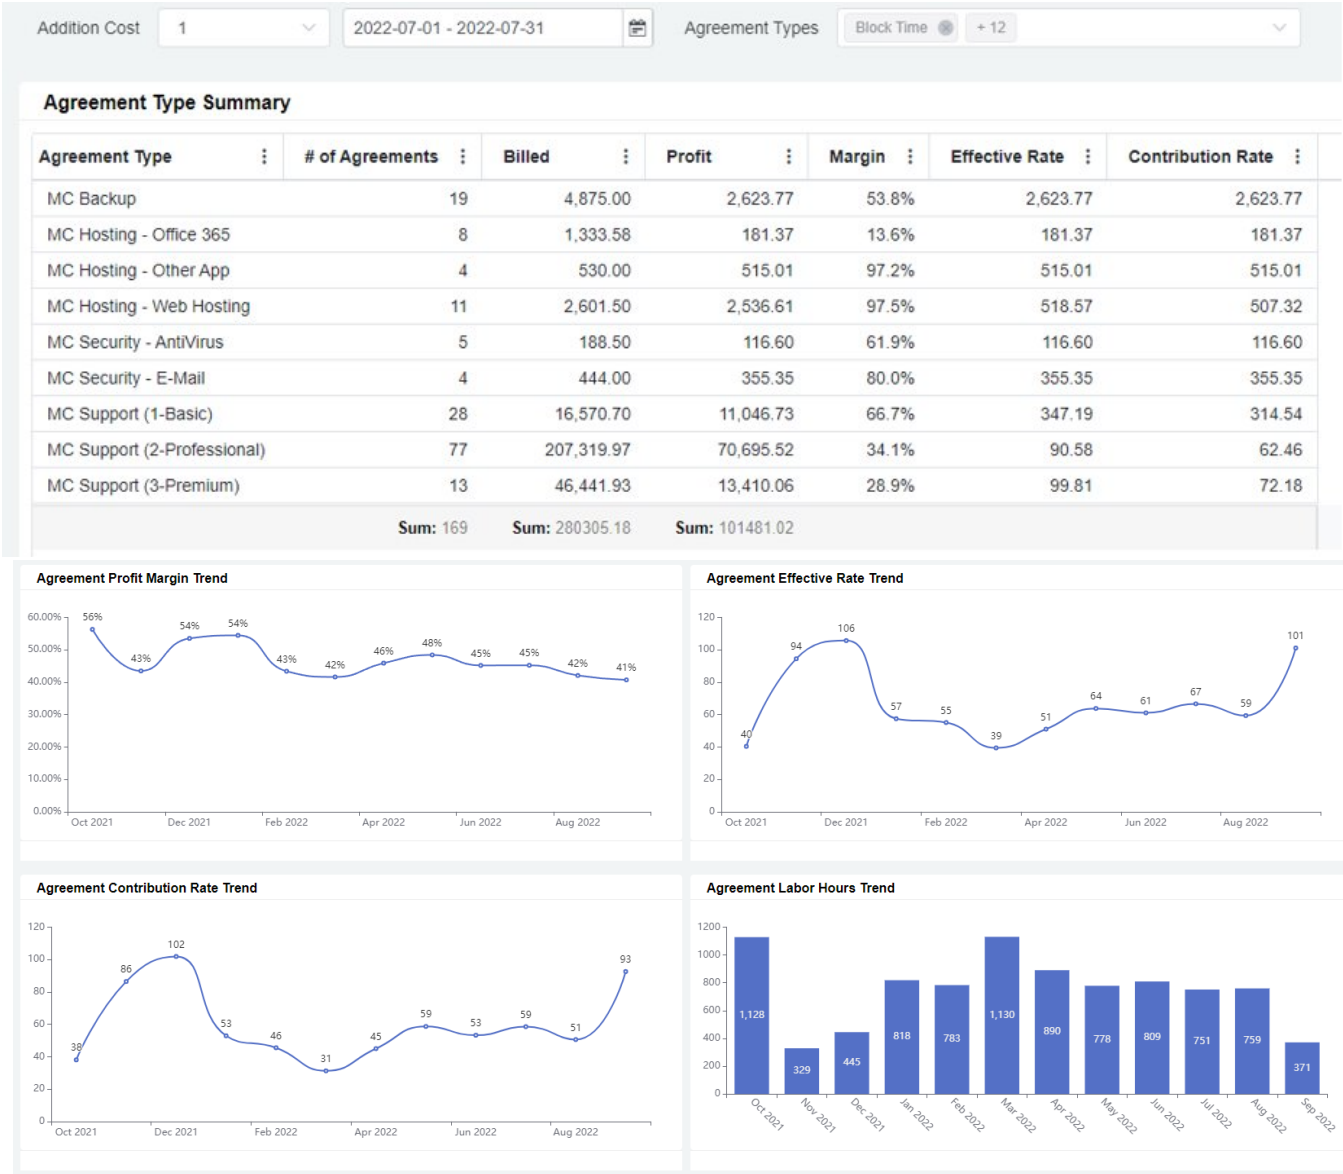 Addition Cost 1 2022-07-01 - 2022-07-31 Agreement Types Block Time + 12
Agreement Type Summary
Agreement Type # of Agreements Billed Profit Margin Effective Rate Contribution Rate
MC Backup 19 4,875.00 2,623.77 53.8% 2,623.77 2,623.77
MC Hosting - Office 365 8 1,333.58 181.37 13.6% 181.37 181.37
MC Hosting - Other App 4 530.00 515.01 97.2% 515.01 515.01
MC Hosting - Web Hosting 11 2,601.50 2,536.61 97.5% 518.57 507.32
MC Security - AntiVirus 5 188.50 116.60 61.9% 116.60 116.60
MC Security - E-Mail 4 444.00 355.35 80.0% 355.35 355.35
MC Support (1-Basic) 28 16,570.70 11,046.73 66.7% 347.19 314.54
MC Support (2-Professional) 77 207,319.97 70,695.52 34.1% 90.58 62.46
MC Support (3-Premium) 13 46,441.93 13,410.06 28.9% 99.81 72.18
Sum: 169 Sum: 280305.18 Sum: 101481.02
Agreement Profit Margin Trend
60.00%
50.00%
40.00%
30.00%
20.00%
10.00%
0.00%
56% 43% 54% 54% 43% 42% 46% 48% 45% 45% 42% 41%
Oct 2021 Dec 2021 Feb 2022 Apr 2022 Jun 2022 Aug 2022
Agreement Effective Rate Trend
120
100
80
60
40
20
0
40 94 106 57 55 39 51 64 61 67 59 101
Oct 2021 Dec 2021 Feb 2022 Apr 2022 Jun 2022 Aug 2022
Agreement Contribution Rate Trend
120
100
80
60
40
20
0
38 86 102 53 46 31 45 59 53 59 51 93
Oct 2021 Dec 2021 Feb 2022 Apr 2022 Jun 2022 Aug 2022
Agreement Labor Hours Trend
1200
1000
800
600
400
200
0
1,128 329 445 818 783 1,130 890 778 809 751 759 371
Oct 2021 Nov 2021 Dec 2021 Jan 2022 Feb 2022 Mar 2022 Apr 2022 May 2022 Jun 2022 Jul 2022 Aug 2022 Sep 2022